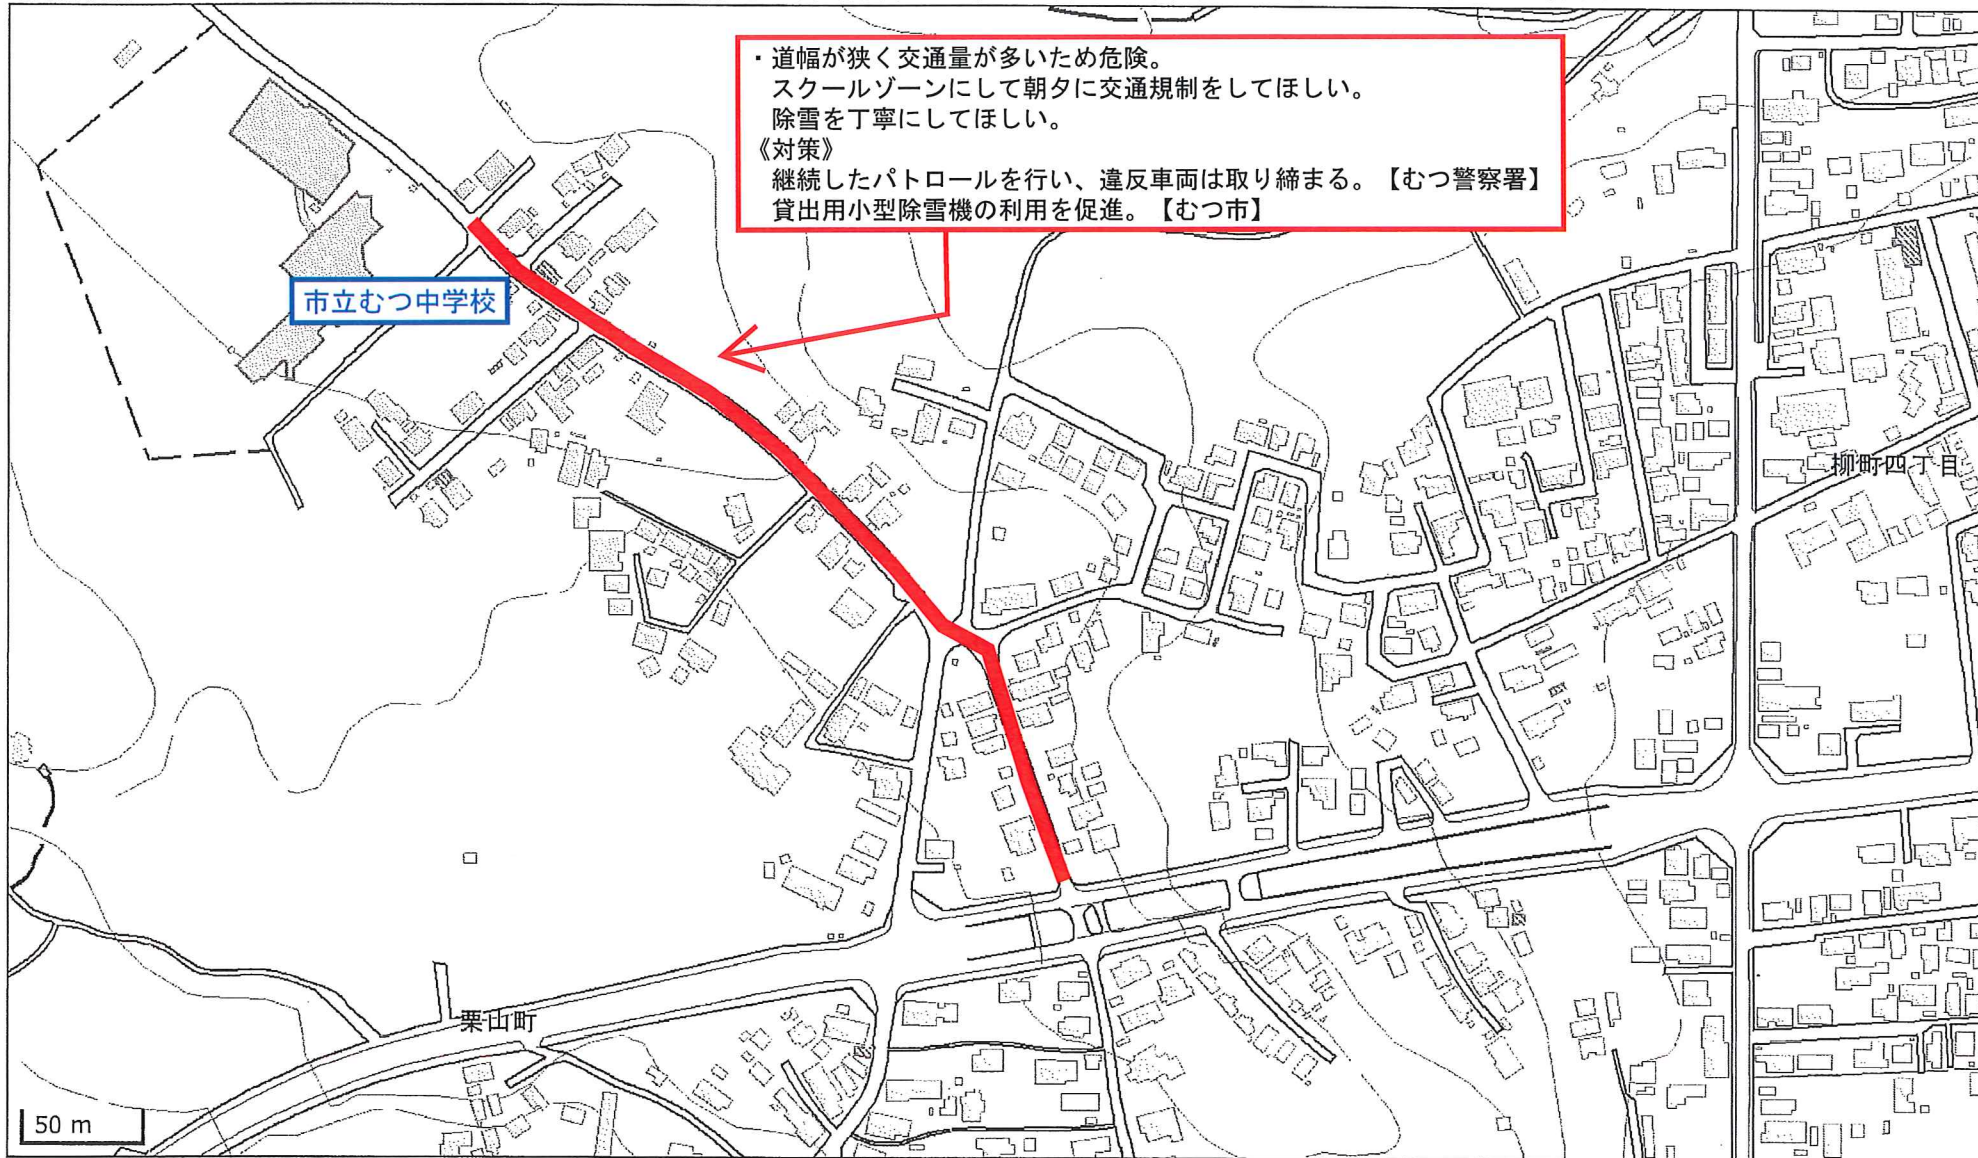 ・道幅が狭く交通量が多いため危険。
スクールゾーンにして朝夕に交通規制をしてほしい。
除雪を丁寧にしてほしい。
《対策》
継続したパトロールを行い、違反車両は取り締まる。【むつ警察署】
貸出用小型除雪機の利用を促進。【むつ市】
市立むつ中学校
柳町四丁目
栗山町
50 m